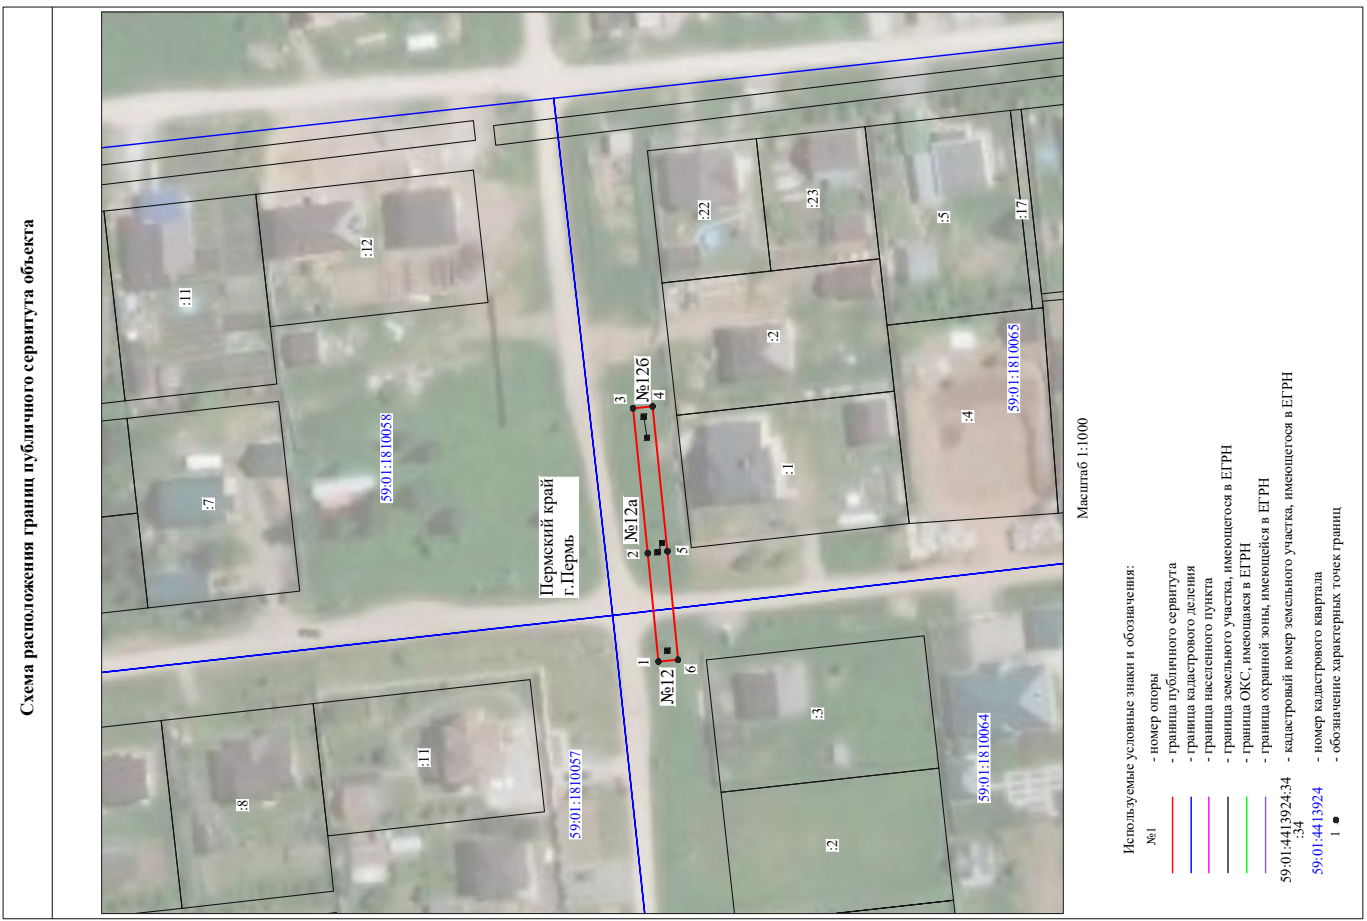 Схема расположения границ публичного сервитута объекта
:8
:11
59:01:1810057
:7
59:01:1810058
:11
:12
Пермский край
г.Пермь
1
№12
6
2
№12а
5
3
№12б
4
:22
:23
:5
:17
:2
:1
:4
59:01:1810065
:3
:2
59:01:1810064
Масштаб 1:1000
Используемые условные знаки и обозначения:
№1 - номер опоры
- граница публичного сервитута
- граница кадастрового деления
- граница населенного пункта
- граница земельного участка, имеющегося в ЕГРН
- граница ОКС, имеющаяся в ЕГРН
- граница охранной зоны, имеющейся в ЕГРН
59:01:4413924:34 - кадастровый номер земельного участка, имеющегося в ЕГРН
:34
59:01:4413924 - номер кадастрового квартала
1 - обозначение характерных точек границ